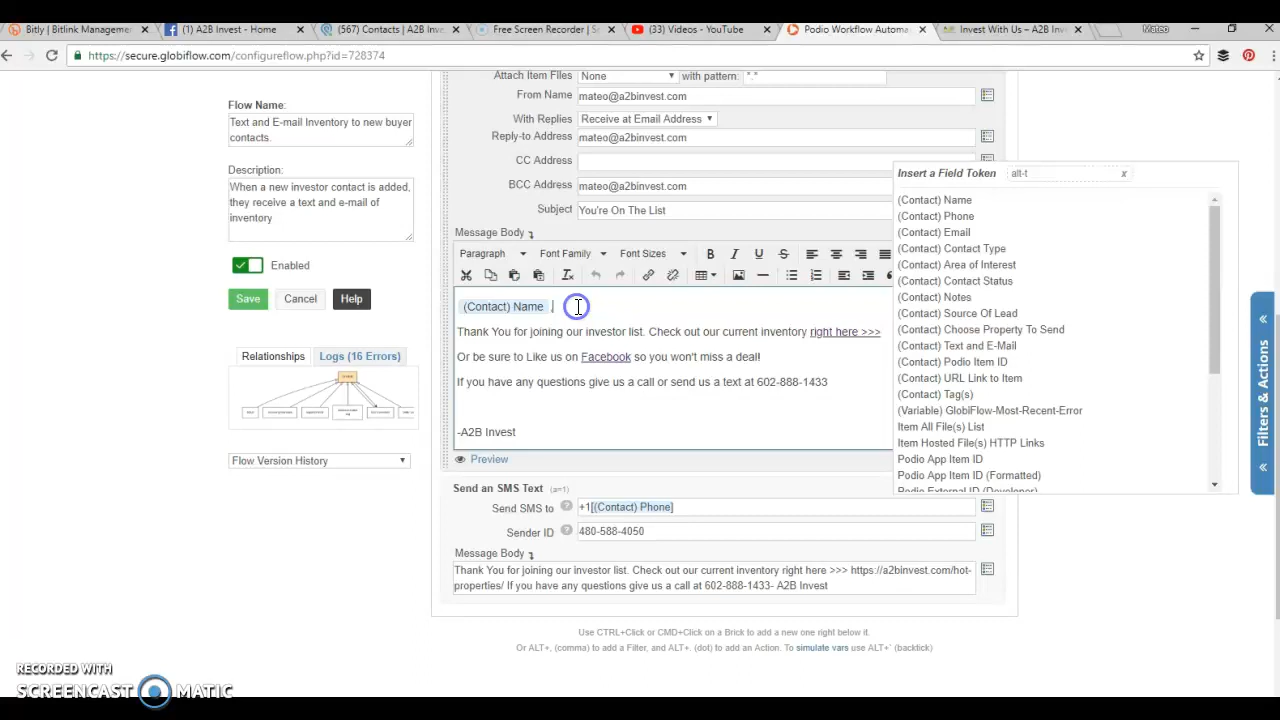 Bitly | Bitlink Managemen
(1) A2B Invest - Home
(567) Contacts | A2B Inve
Free Screen Recorder | S
(33) Videos - YouTube
Podio Workflow Automa
Invest With Us – A2B Inv
Mateo
https://secure.globiflow.com/configureflow.php?id=728374
Attach Item FIles None with pattern: *.*
From Name mateo@a2binvest.com
With Replies Receive at Email Address
Reply-to Address mateo@a2binvest.com
CC Address
BCC Address mateo@a2binvest.com
Subject You're On The List
Message Body
Flow Name:
Text and E-mail Inventory to new buyer
contacts.
Description:
When a new investor contact is added,
they receive a text and e-mail of
inventory
Enabled
Save Cancel Help
Relationships Logs (16 Errors)
Flow Version History
Paragraph Font Family Font Sizes B I U S
(Contact) Name ,
Thank You for joining our investor list. Check out our current inventory right here >>>
Or be sure to Like us on Facebook so you won't miss a deal!
If you have any questions give us a call or send us a text at 602-888-1433
-A2B Invest
Preview
Insert a Field Token alt-t x
(Contact) Name
(Contact) Phone
(Contact) Email
(Contact) Contact Type
(Contact) Area of Interest
(Contact) Contact Status
(Contact) Notes
(Contact) Source Of Lead
(Contact) Choose Property To Send
(Contact) Text and E-Mail
(Contact) Podio Item ID
(Contact) URL Link to Item
(Contact) Tag(s)
(Variable) GlobiFlow-Most-Recent-Error
Item All File(s) List
Item Hosted File(s) HTTP Links
Podio App Item ID
Podio App Item ID (Formatted)
Podio External ID (Developer)
Filters & Actions
Send an SMS Text (a=1)
Send SMS to +1[(Contact) Phone]
Sender ID 480-588-4050
Message Body
Thank You for joining our investor list. Check out our current inventory right here >>> https://a2binvest.com/hot-
properties/ If you have any questions give us a call at 602-888-1433- A2B Invest
Use CTRL+Click or CMD+Click on a Brick to add a new one right below it.
Or ALT+, (comma) to add a Filter, and ALT+. (dot) to add an Action. To simulate vars use ALT+` (backtick)
RECORDED WITH
SCREENCAST MATIC